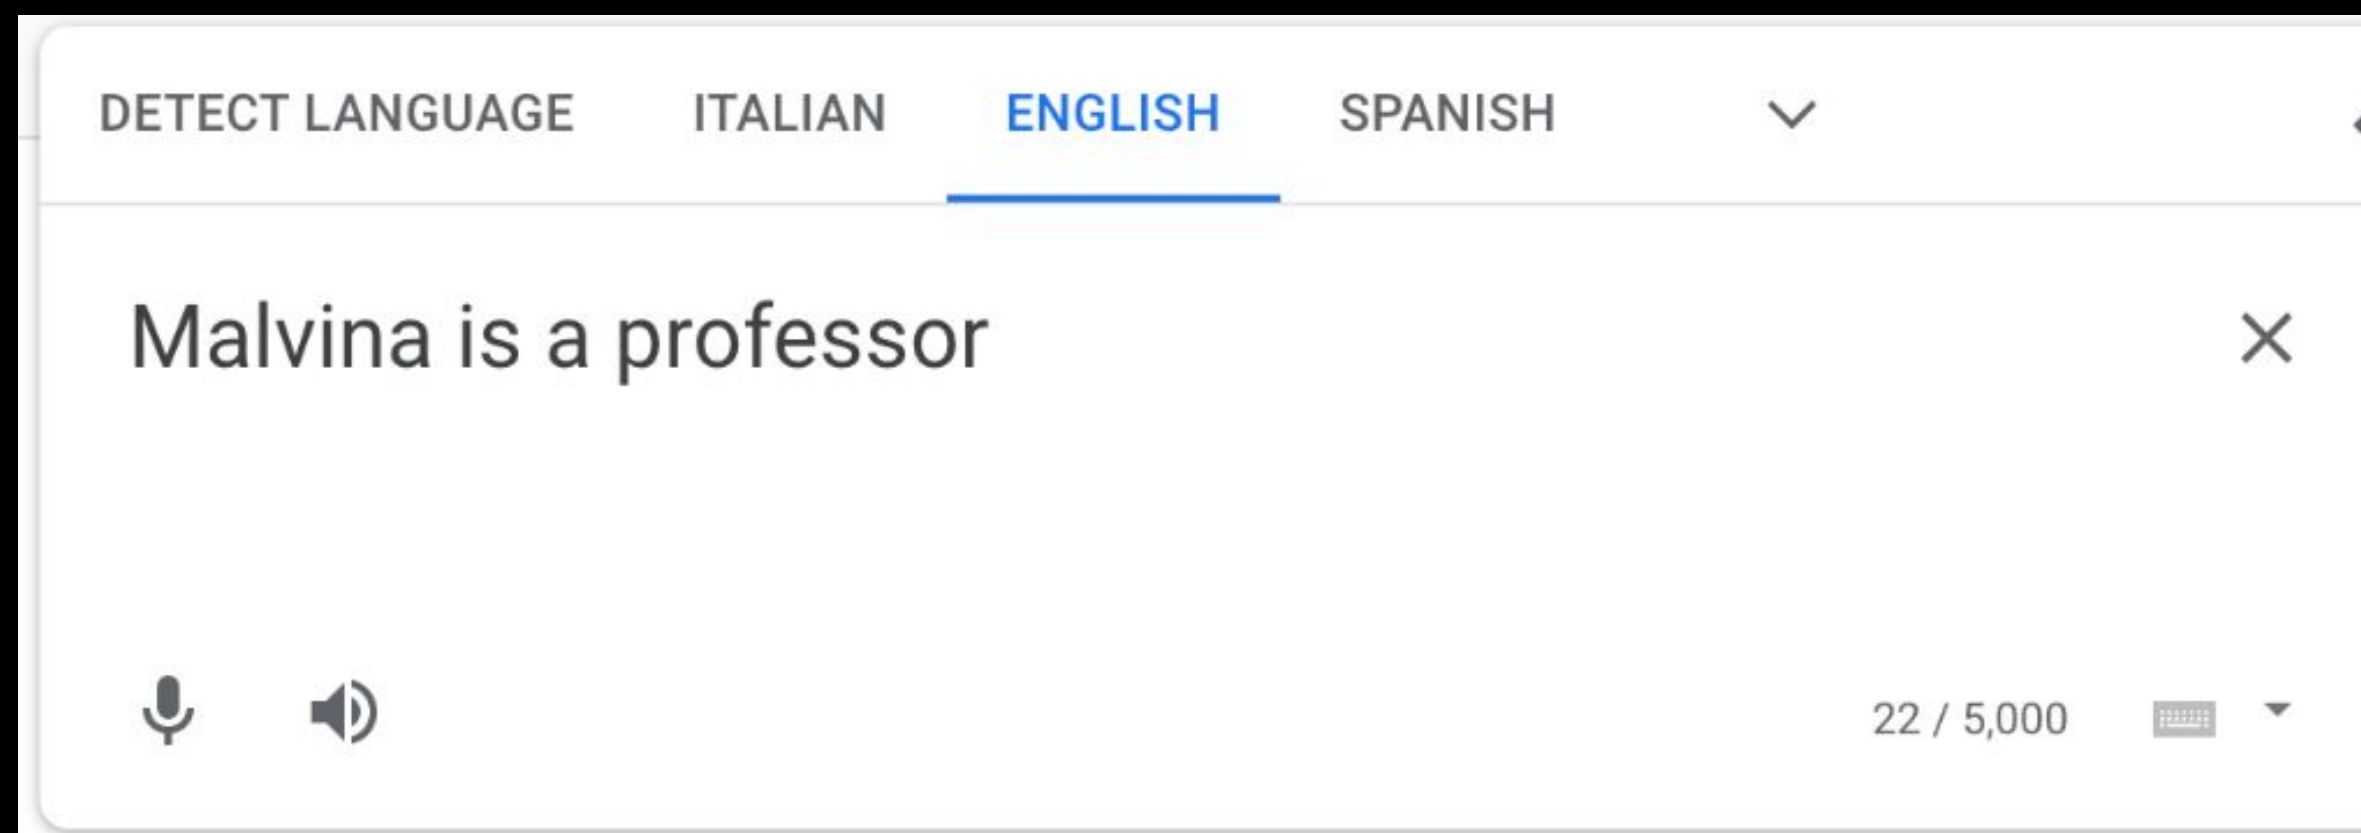 DETECT LANGUAGE ITALIAN ENGLISH SPANISH
Malvina is a professor
22 / 5,000